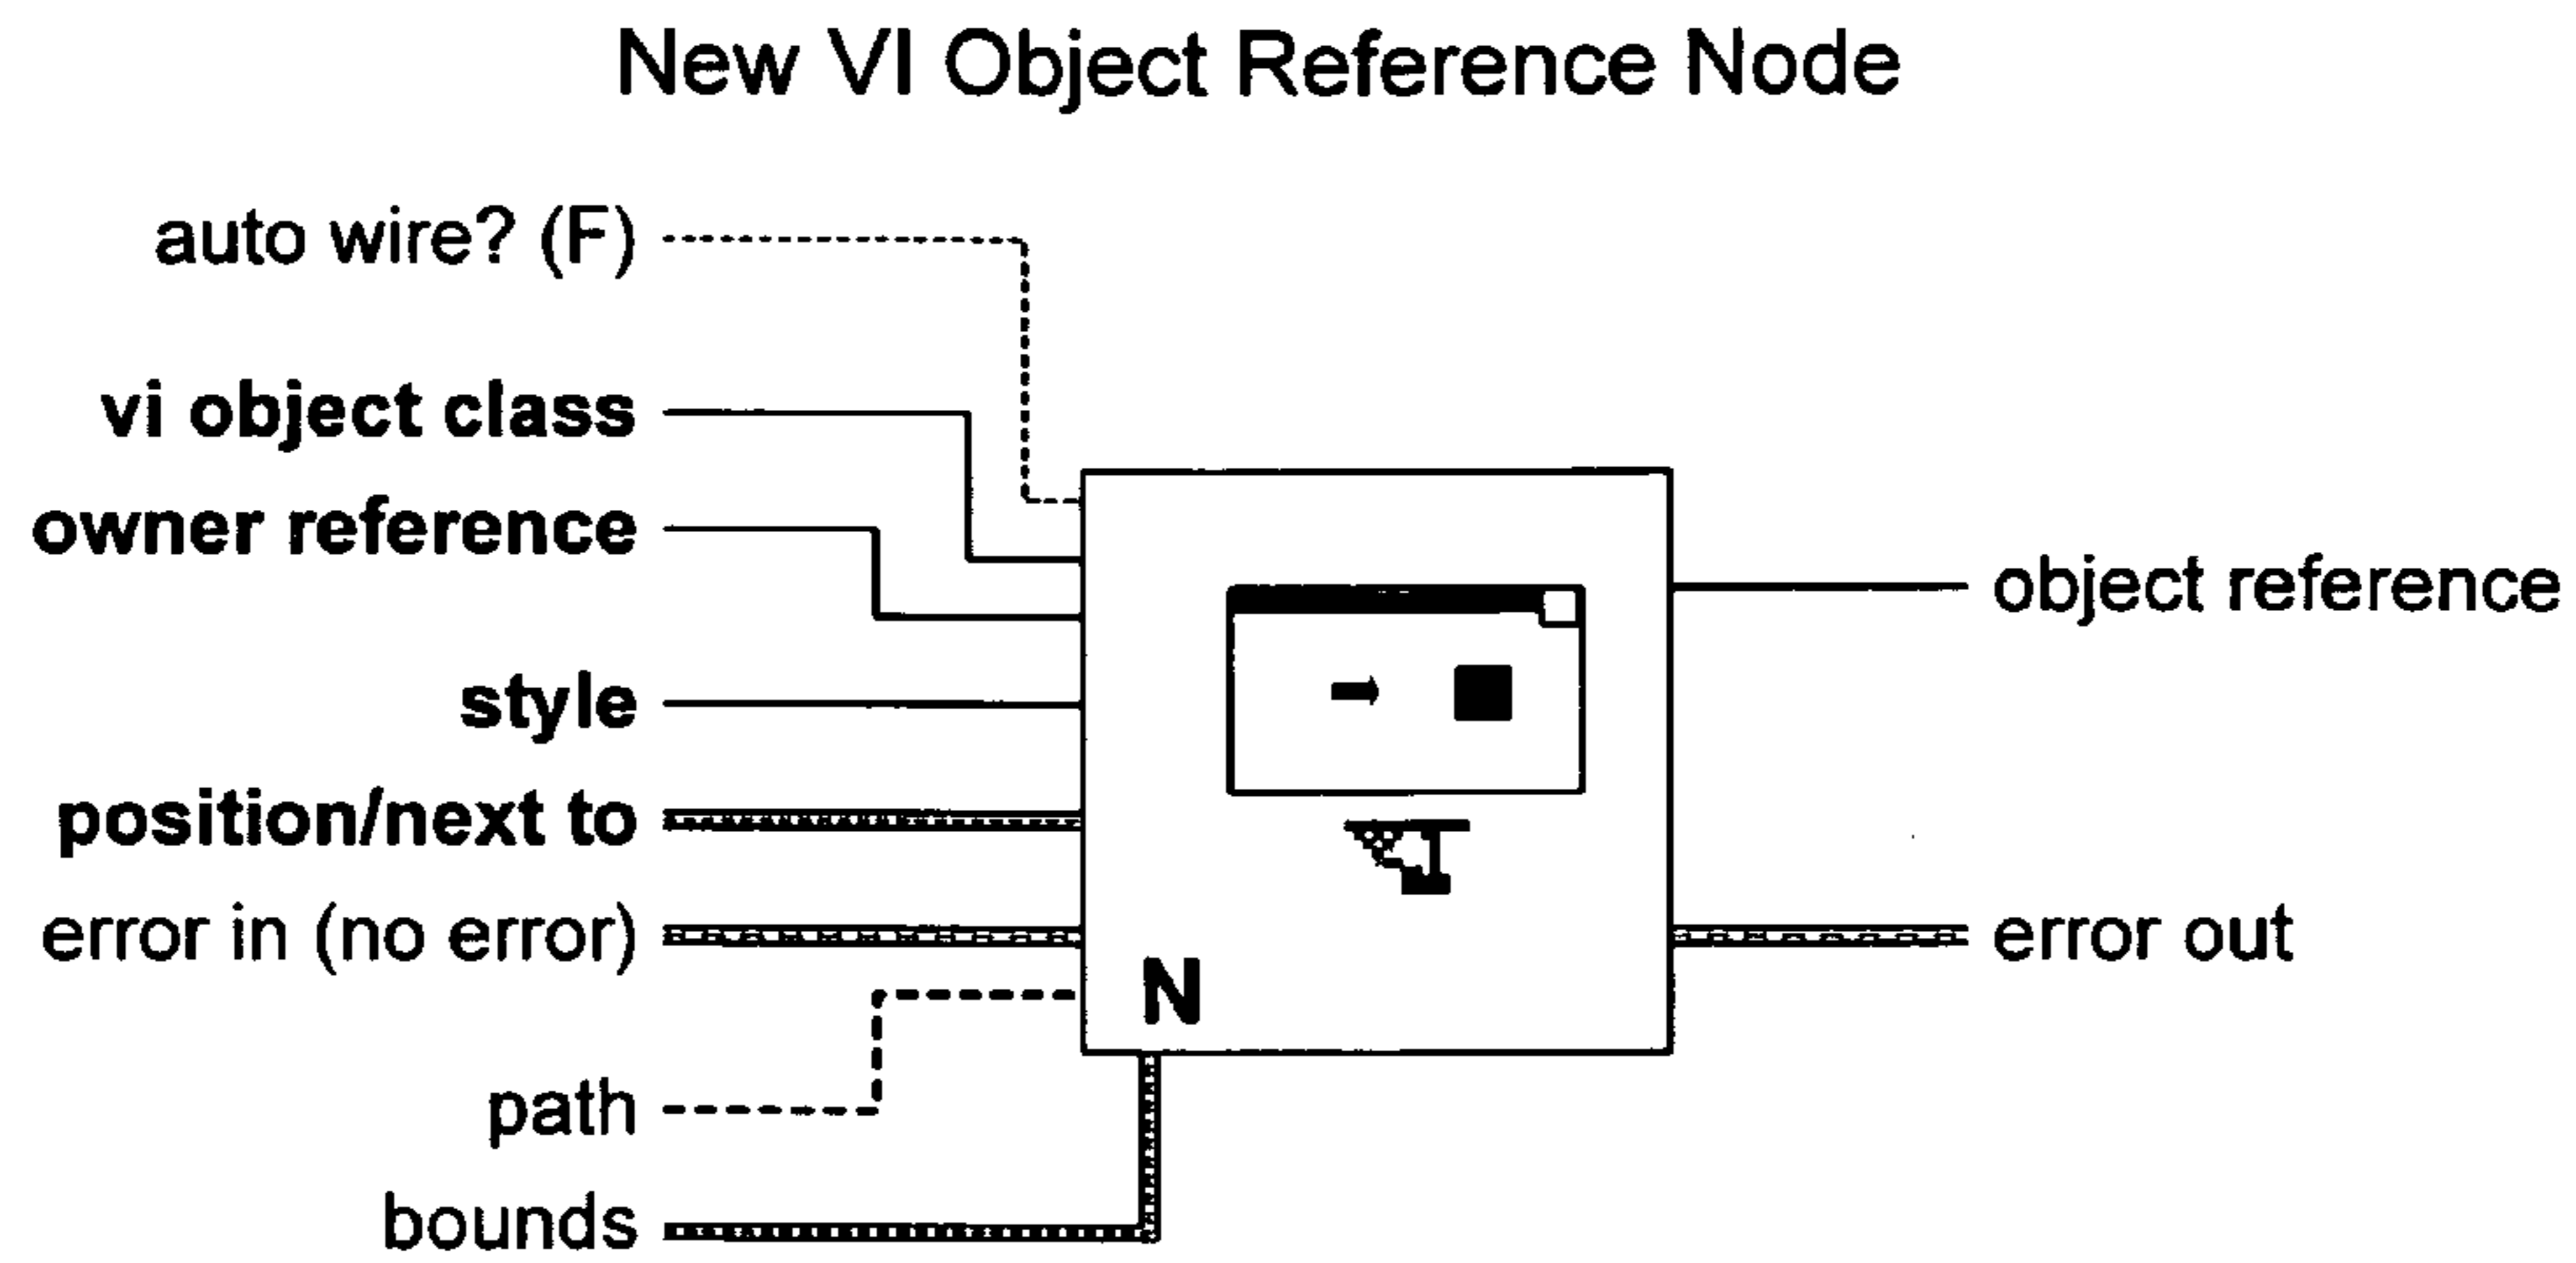 New VI Object Reference Node
auto wire? (F)
vi object class
owner reference
style
position/next to
error in (no error)
path
bounds
N
object reference
error out